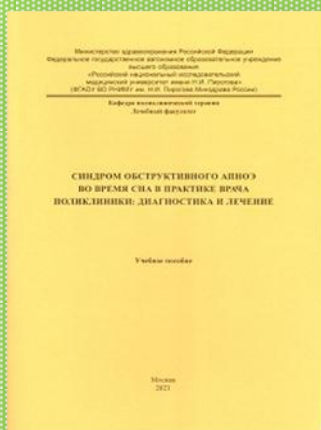 Министерство здравоохранения Российской Федерации
Федеральное государственное автономное образовательное учреждение
высшего образования
«Российский национальный исследовательский
медицинский университет имени Н.И. Пирогова»
(ФГАОУ ВО РНИМУ им. Н.И. Пирогова Минздрава России)
Кафедра поликлинической терапии
Лечебный факультет
СИНДРОМ ОБСТРУКТИВНОГО АПНОЭ
ВО ВРЕМЯ СНА В ПРАКТИКЕ ВРАЧА
ПОЛИКЛИНИКИ: ДИАГНОСТИКА И ЛЕЧЕНИЕ
Учебное пособие
Москва
2021